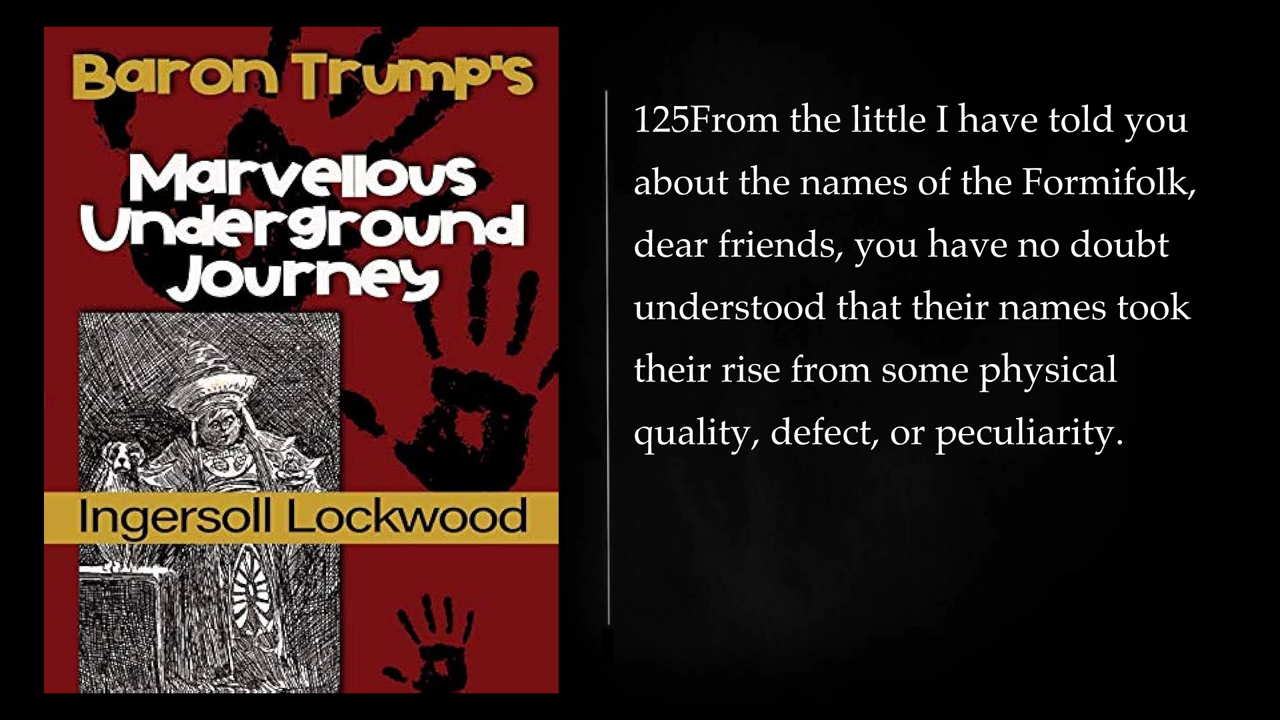 Baron Trump's
Marvellous
Underground
Journey
Ingersoll Lockwood
125From the little I have told you
about the names of the Formifolk,
dear friends, you have no doubt
understood that their names took
their rise from some physical
quality, defect, or peculiarity.